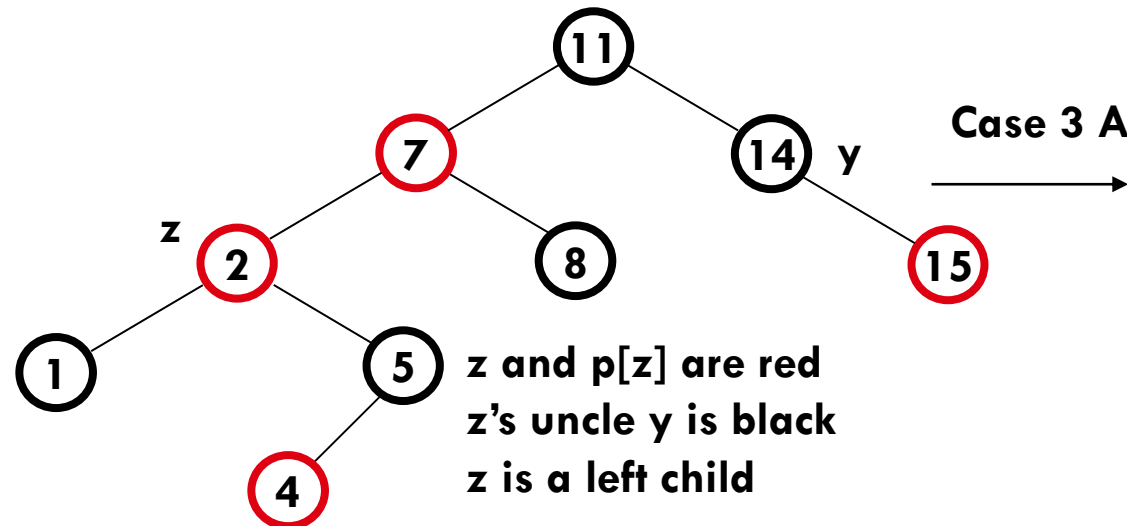 11
Case 3 A
7
14
y
z
2
8
15
1
5
z and p[z] are red
z’s uncle y is black
4
z is a left child